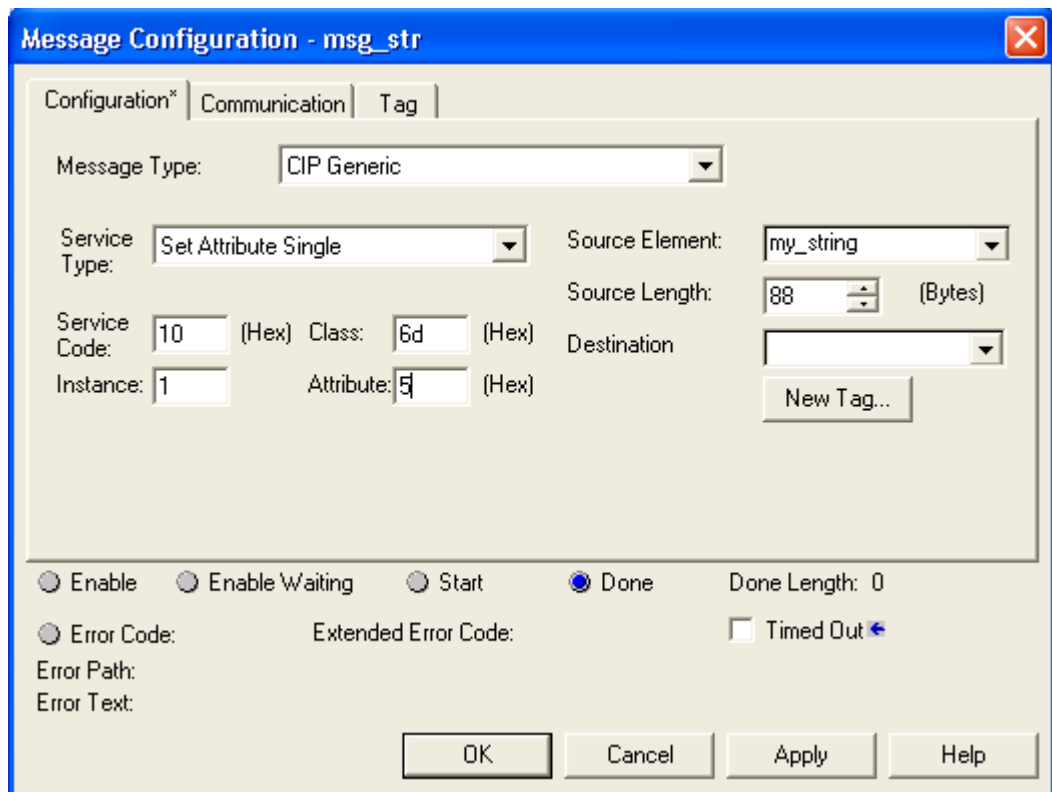 Message Configuration - msg_str
Configuration* Communication Tag
Message Type: CIP Generic
Service Type: Set Attribute Single
Source Element: my_string
Source Length: 88 (Bytes)
Service Code: 10 (Hex) Class: 6d (Hex)
Destination
Instance: 1 Attribute: 5 (Hex)
New Tag...
Enable Enable Waiting Start Done Done Length: 0
Error Code: Extended Error Code: Timed Out
Error Path:
Error Text:
OK Cancel Apply Help